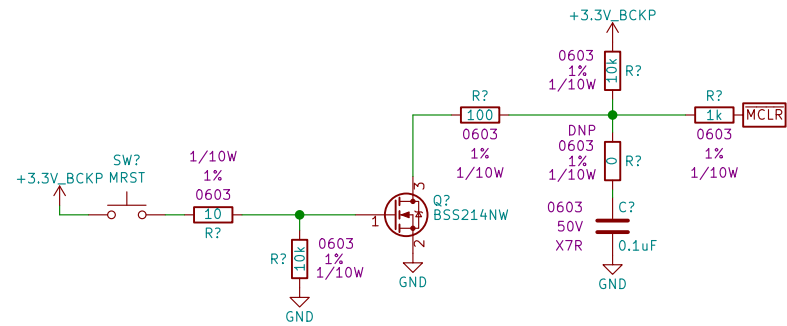 +3.3V_BCKP
0603
1%
1/10W
10k
R?
R?
100
0603
1%
1/10W
R?
1k
0603
1%
1/10W
MCLR
DNP
0603
1%
1/10W
0
R?
0603
50V
X7R
C?
0.1uF
GND
+3.3V_BCKP
SW?
MRST
1/10W
1%
0603
10
R?
R?
10k
0603
1%
1/10W
GND
1
3
2
Q?
BSS214NW
GND